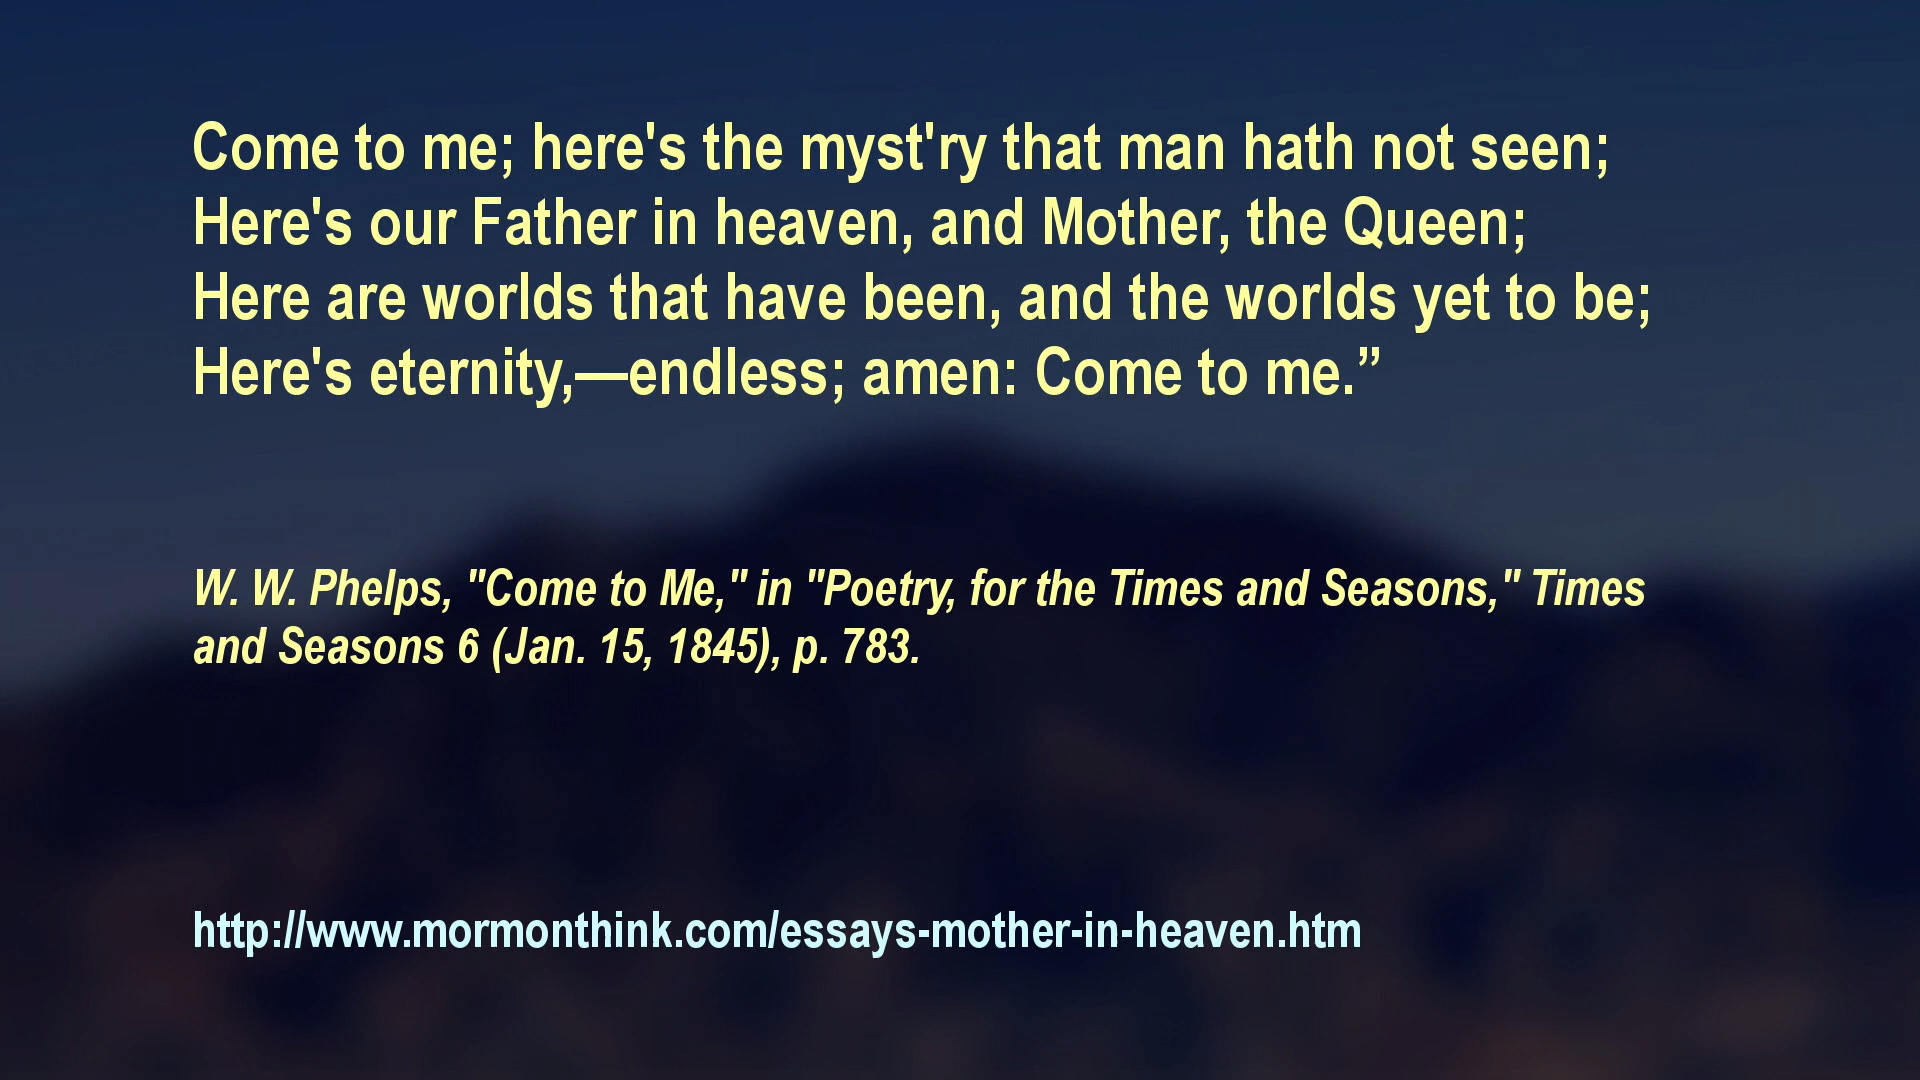 Come to me; here's the myst'ry that man hath not seen;
Here's our Father in heaven, and Mother, the Queen;
Here are worlds that have been, and the worlds yet to be;
Here's eternity,—endless; amen: Come to me.”
W. W. Phelps, "Come to Me," in "Poetry, for the Times and Seasons," Times
and Seasons 6 (Jan. 15, 1845), p. 783.
http://www.mormonthink.com/essays-mother-in-heaven.htm